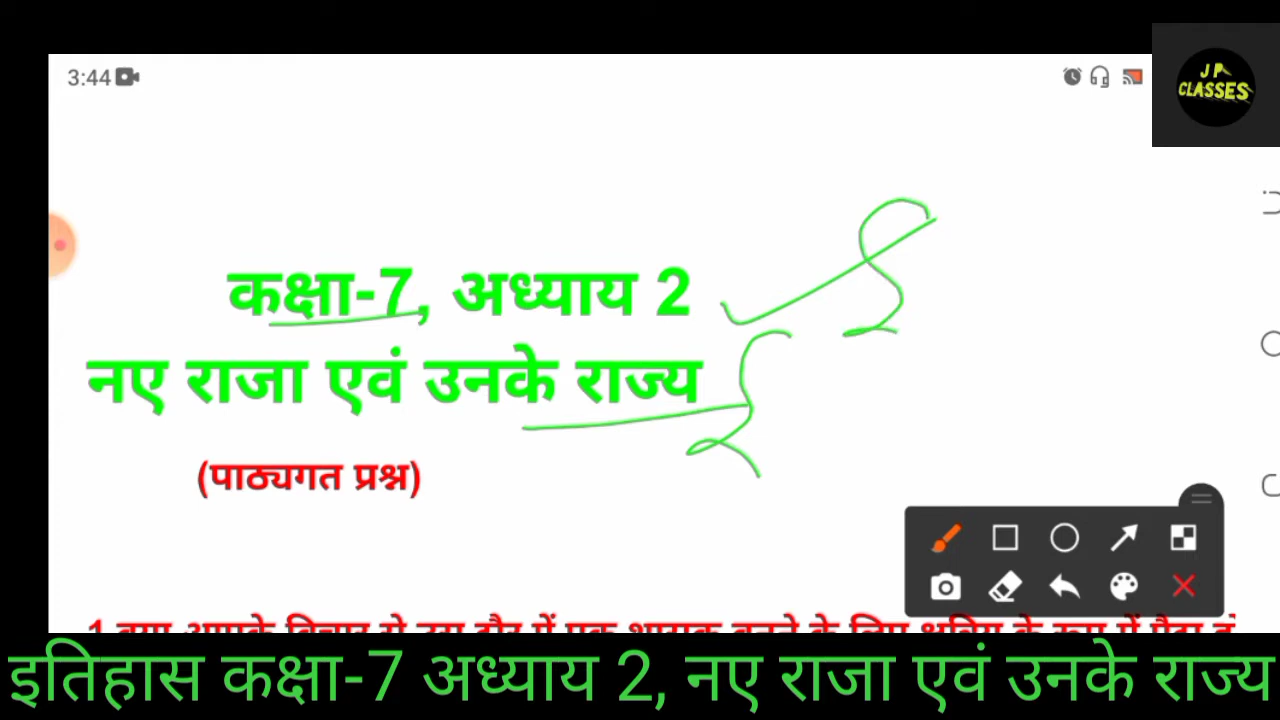 3:44
J P
CLASSES
कक्षा-7, अध्याय 2
नए राजा एवं उनके राज्य
(पाठ्यगत प्रश्न)
इतिहास कक्षा-7 अध्याय 2, नए राजा एवं उनके राज्य